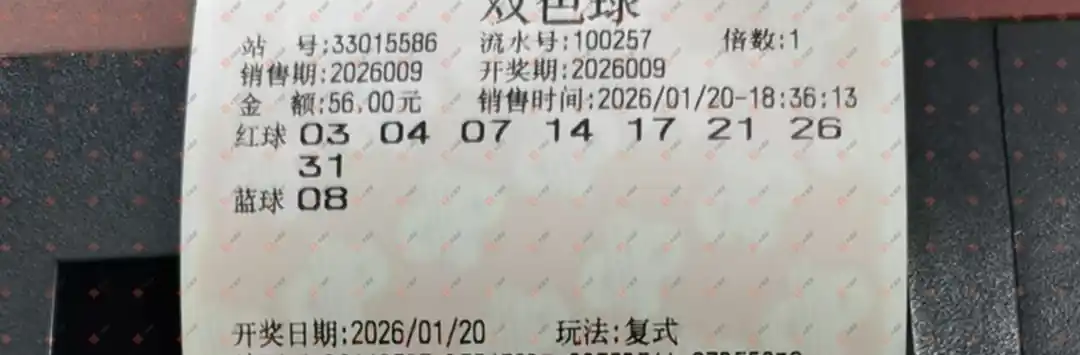 双色球
站 号:33015586 流水号:100257 倍数:1
销售期:2026009 开奖期:2026009
金 额:56.00元 销售时间:2026/01/20-18:36:13
红球 03 04 07 14 17 21 26
31
蓝球 08
开奖日期:2026/01/20 玩法:复式